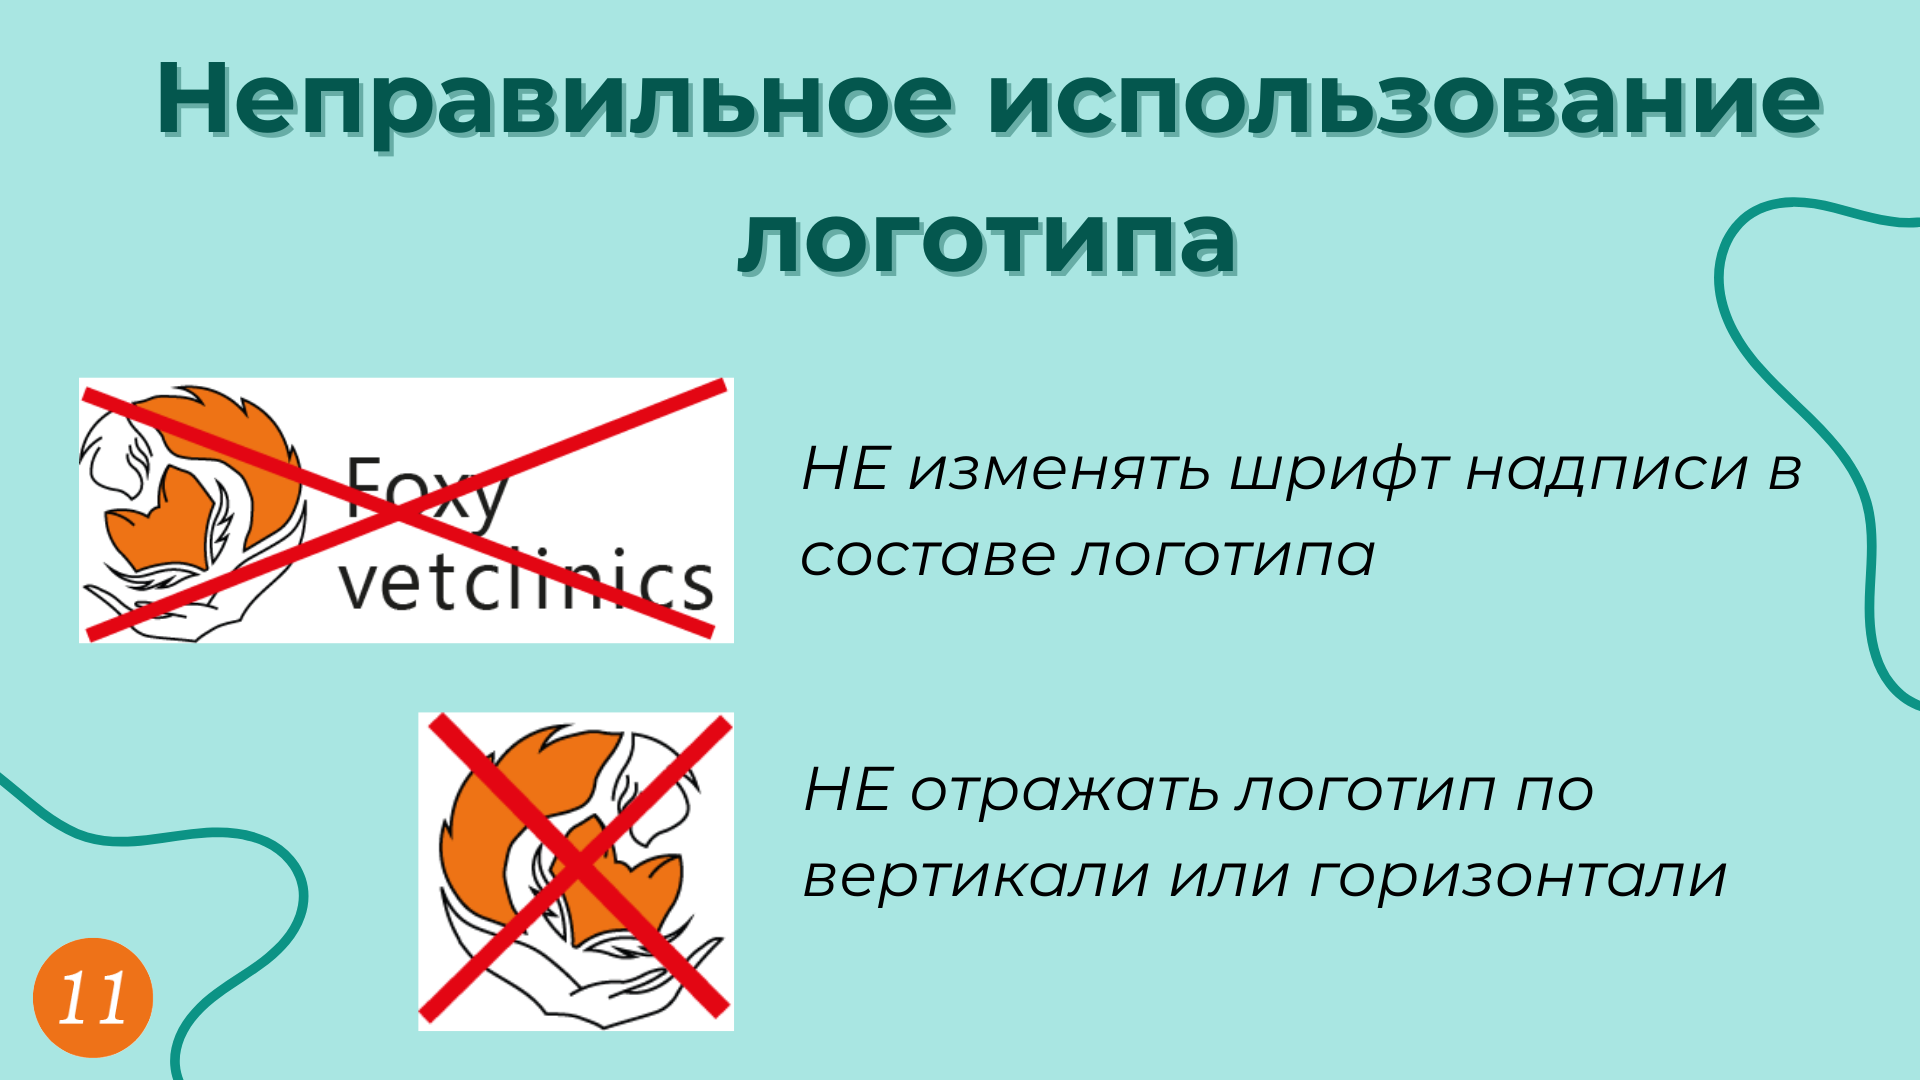 Неправильное использование
логотипа
Foxy
vetclinics
НЕ изменять шрифт надписи в
составе логотипа
НЕ отражать логотип по
вертикали или горизонтали
11